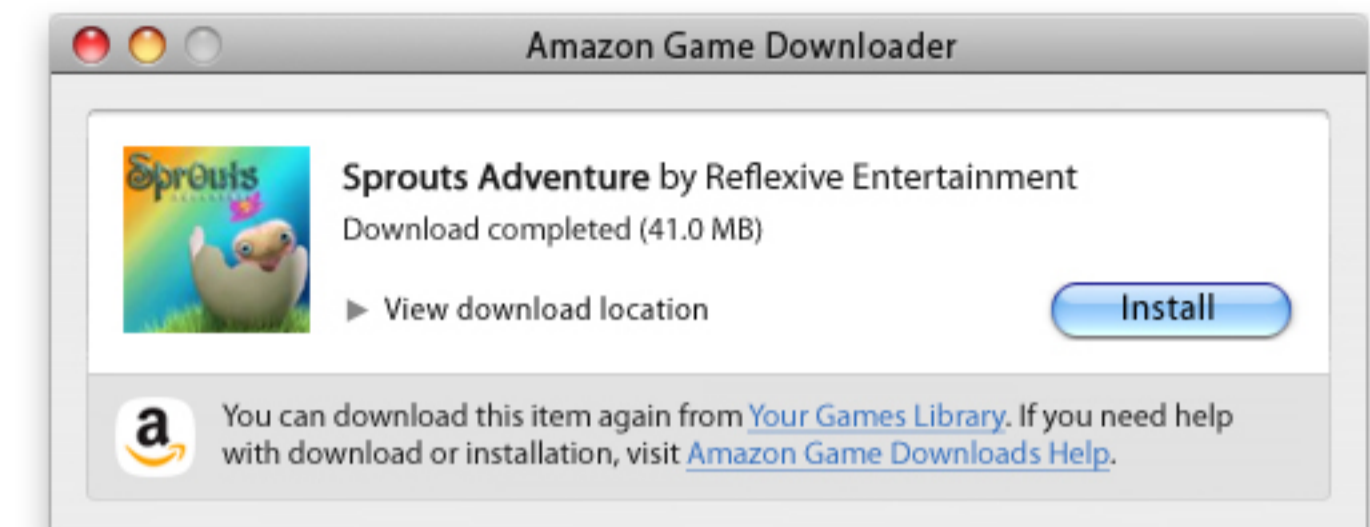 Amazon Game Downloader
Sprouts
Sprouts Adventure by Reflexive Entertainment
Download completed (41.0 MB)
View download location
Install
a
You can download this item again from Your Games Library. If you need help
with download or installation, visit Amazon Game Downloads Help.